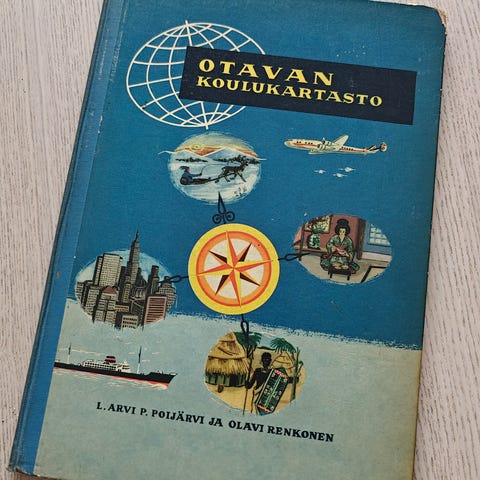 OTAVAN
KOULUKARTASTO
L. ARVI P. POIJÄRVI JA OLAVI RENKONEN